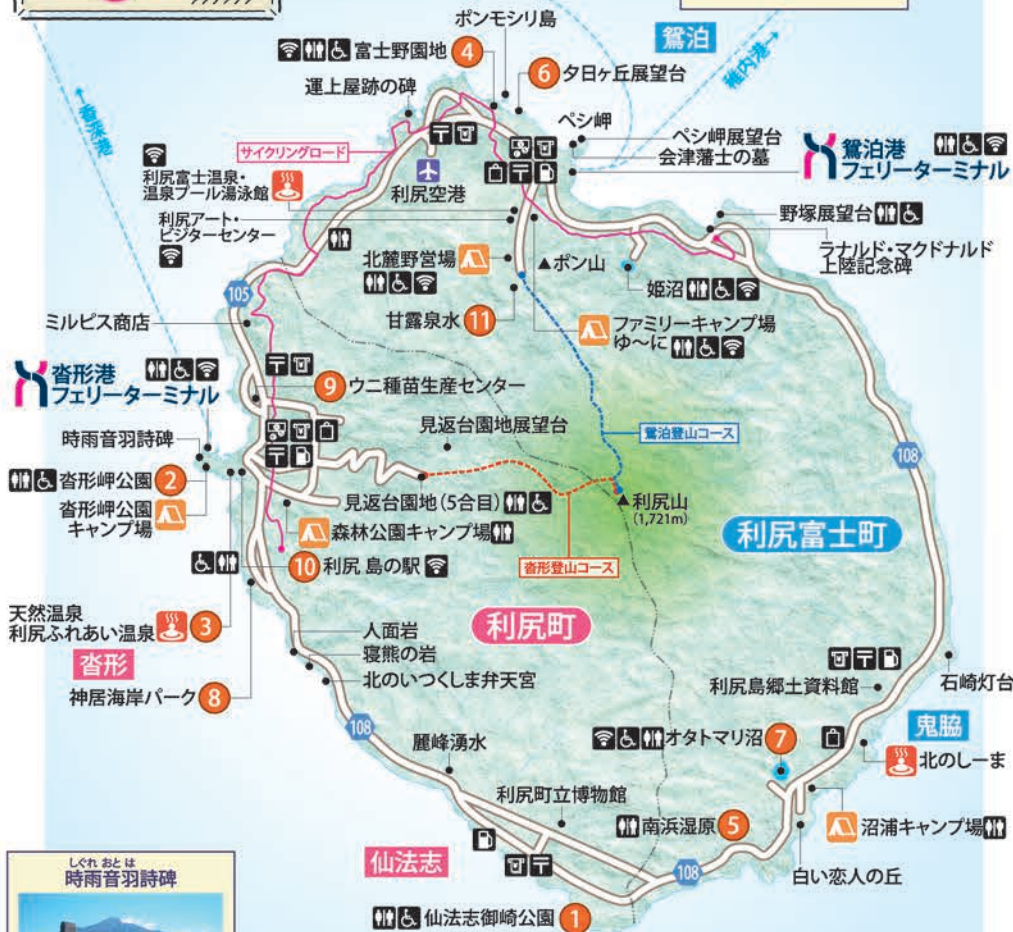 ポンモシリ島
鴛泊
富士野園地 4
6 夕日ヶ丘展望台
稚内港→
←香深港
運上屋跡の碑
ペシ岬
ペシ岬展望台
会津藩士の墓
鴛泊港
フェリーターミナル
サイクリングロード
利尻富士温泉・
温泉プール湯泳館
利尻空港
野塚展望台
利尻アート・
ビジターセンター
ラナルド・マクドナルド
上陸記念碑
北麓野営場
▲ポン山
姫沼
105
甘露泉水 11
ファミリーキャンプ場
ゆ〜に
ミルピス商店
沓形港
フェリーターミナル
9 ウニ種苗生産センター
見返台園地展望台
鴛泊登山コース
時雨音羽詩碑
108
沓形岬公園 2
見返台園地(5合目)
▲利尻山
(1,721m)
沓形岬公園
キャンプ場
森林公園キャンプ場
利尻富士町
10 利尻 島の駅
沓形登山コース
天然温泉
利尻ふれあい温泉 3
人面岩
利尻町
寝熊の岩
沓形
北のいつくしま弁天宮
神居海岸パーク 8
利尻島郷土資料館
石崎灯台
鬼脇
108
麗峰湧水
オタトマリ沼 7
北のしーま
利尻町立博物館
南浜湿原 5
沼浦キャンプ場
仙法志
108
白い恋人の丘
しぐれ おとは
時雨音羽詩碑
仙法志御崎公園 1